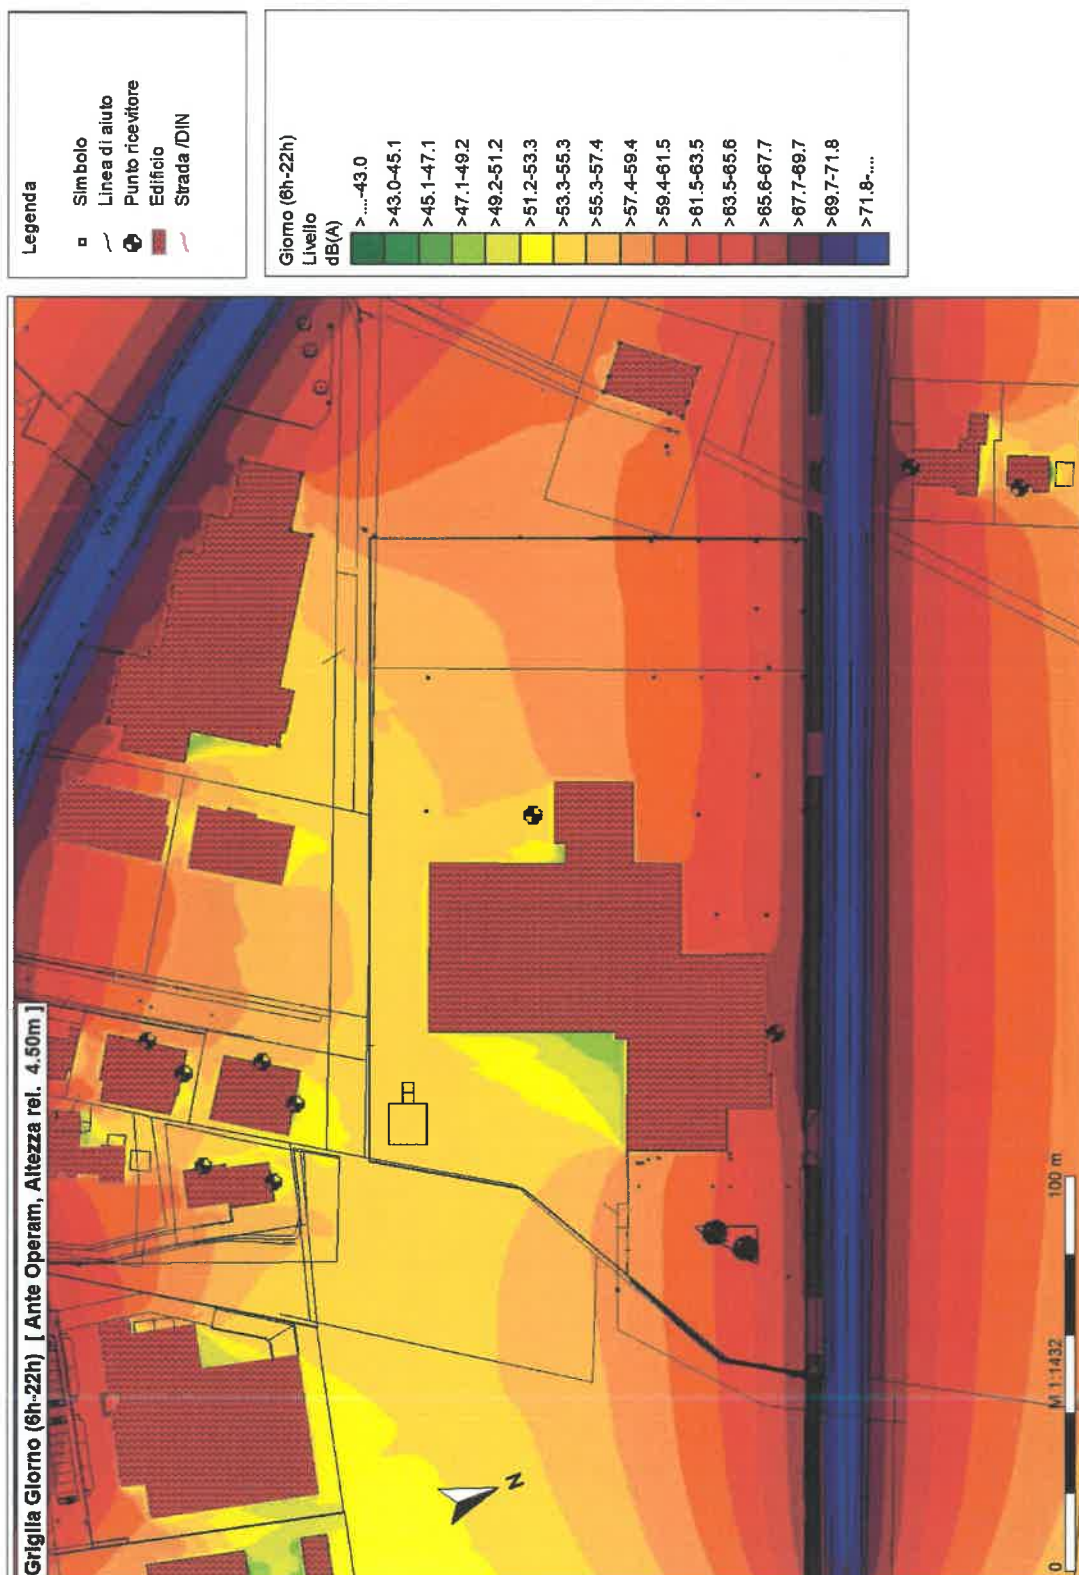 Griglia Giorno (6h-22h) [ Ante Operam, Altezza rel. 4.50m ]
Legenda
Simbolo
Linea di aiuto
Punto ricevitore
Edificio
Strada /DIN
Giorno (6h-22h)
Livello
dB(A)
>....-43.0
>43.0-45.1
>45.1-47.1
>47.1-49.2
>49.2-51.2
>51.2-53.3
>53.3-55.3
>55.3-57.4
>57.4-59.4
>59.4-61.5
>61.5-63.5
>63.5-65.6
>65.6-67.7
>67.7-69.7
>69.7-71.8
>71.8-....
Via Andrea
N
0
M 1:1432
100 m